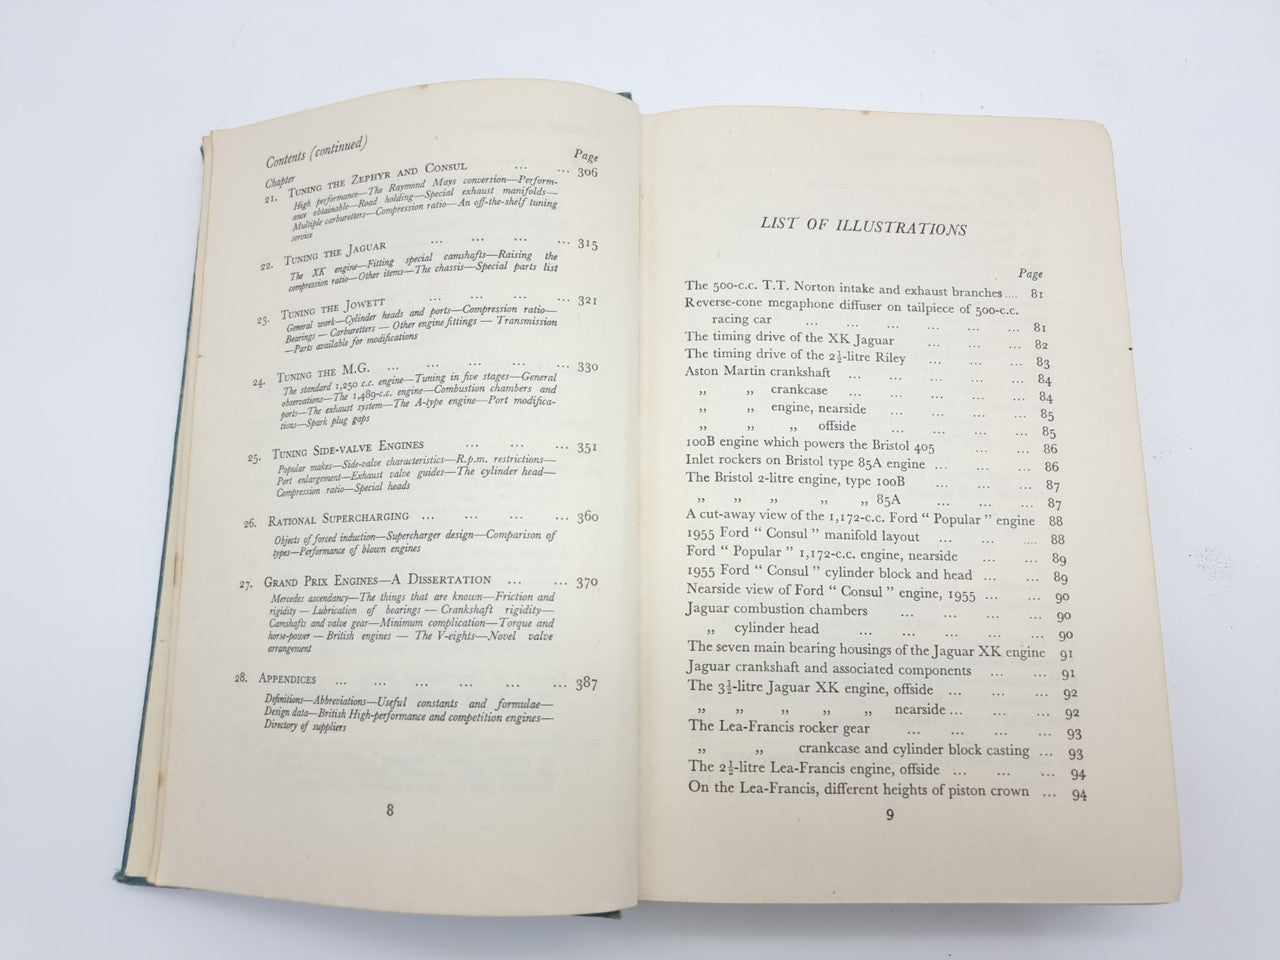 Contents (continued)
Chapter Page
21. Tuning the Zephyr and Consul ... ... 306
High performance—The Raymond Mays conversion—Perform-
ance obtainable—Road holding—Special exhaust manifolds—
Multiple carburetters—Compression ratio—An off-the-shelf tuning
service
22. Tuning the Jaguar ... ... ... ... 315
The XK engine—Fitting special camshafts—Raising the
compression ratio—Other items—The chassis—Special parts list
23. Tuning the Jowett ... ... ... ... 321
General work—Cylinder heads and ports—Compression ratio—
Bearings — Carburetters — Other engine fittings — Transmission
—Parts available for modifications
24. Tuning the M.G. ... ... ... ... ... 330
The standard 1,250 c.c. engine—Tuning in five stages—General
observations—The 1,489-c.c. engine—Combustion chambers and
ports—The exhaust system—The A-type engine—Port modifica-
tions—Spark plug gaps
25. Tuning Side-valve Engines ... ... ... 351
Popular makes—Side-valve characteristics—R.p.m. restrictions—
Port enlargement—Exhaust valve guides—The cylinder head—
Compression ratio—Special heads
26. Rational Supercharging ... ... ... ... 360
Objects of forced induction—Supercharger design—Comparison of
types—Performance of blown engines
27. Grand Prix Engines—A Dissertation ... ... 370
Mercedes ascendancy—The things that are known—Friction and
rigidity — Lubrication of bearings — Crankshaft rigidity—
Camshafts and valve gear—Minimum complication—Torque and
horse-power — British engines — The V-eights—Novel valve
arrangement
28. Appendices ... ... ... ... ... ... 387
Definitions—Abbreviations—Useful constants and formulae—
Design data—British High-performance and competition engines—
Directory of suppliers
8
LIST OF ILLUSTRATIONS
Page
The 500-c.c. T.T. Norton intake and exhaust branches .... 81
Reverse-cone megaphone diffuser on tailpiece of 500-c.c.
racing car ... ... ... ... ... ... 81
The timing drive of the XK Jaguar ... ... ... 82
The timing drive of the 2½-litre Riley ... ... ... 83
Aston Martin crankshaft ... ... ... ... ... 84
„ „ crankcase ... ... ... ... ... 84
„ „ engine, nearside ... ... ... ... 85
„ „ „ offside ... ... ... ... 85
100B engine which powers the Bristol 405 ... ... 86
Inlet rockers on Bristol type 85A engine ... ... ... 86
The Bristol 2-litre engine, type 100B ... ... ... 87
„ „ „ „ „ 85A ... ... ... 87
A cut-away view of the 1,172-c.c. Ford “ Popular ” engine 88
1955 Ford “ Consul ” manifold layout ... ... ... 88
Ford “ Popular ” 1,172-c.c. engine, nearside ... ... 89
1955 Ford “ Consul ” cylinder block and head ... ... 89
Nearside view of Ford “ Consul ” engine, 1955 ... ... 90
Jaguar combustion chambers ... ... ... ... 90
„ cylinder head ... ... ... ... ... 90
The seven main bearing housings of the Jaguar XK engine 91
Jaguar crankshaft and associated components ... ... 91
The 3½-litre Jaguar XK engine, offside ... ... ... 92
„ „ „ „ „ nearside ... ... ... 92
The Lea-Francis rocker gear ... ... ... ... 93
„ „ crankcase and cylinder block casting ... 93
The 2½-litre Lea-Francis engine, offside ... ... ... 94
On the Lea-Francis, different heights of piston crown ... 94
9